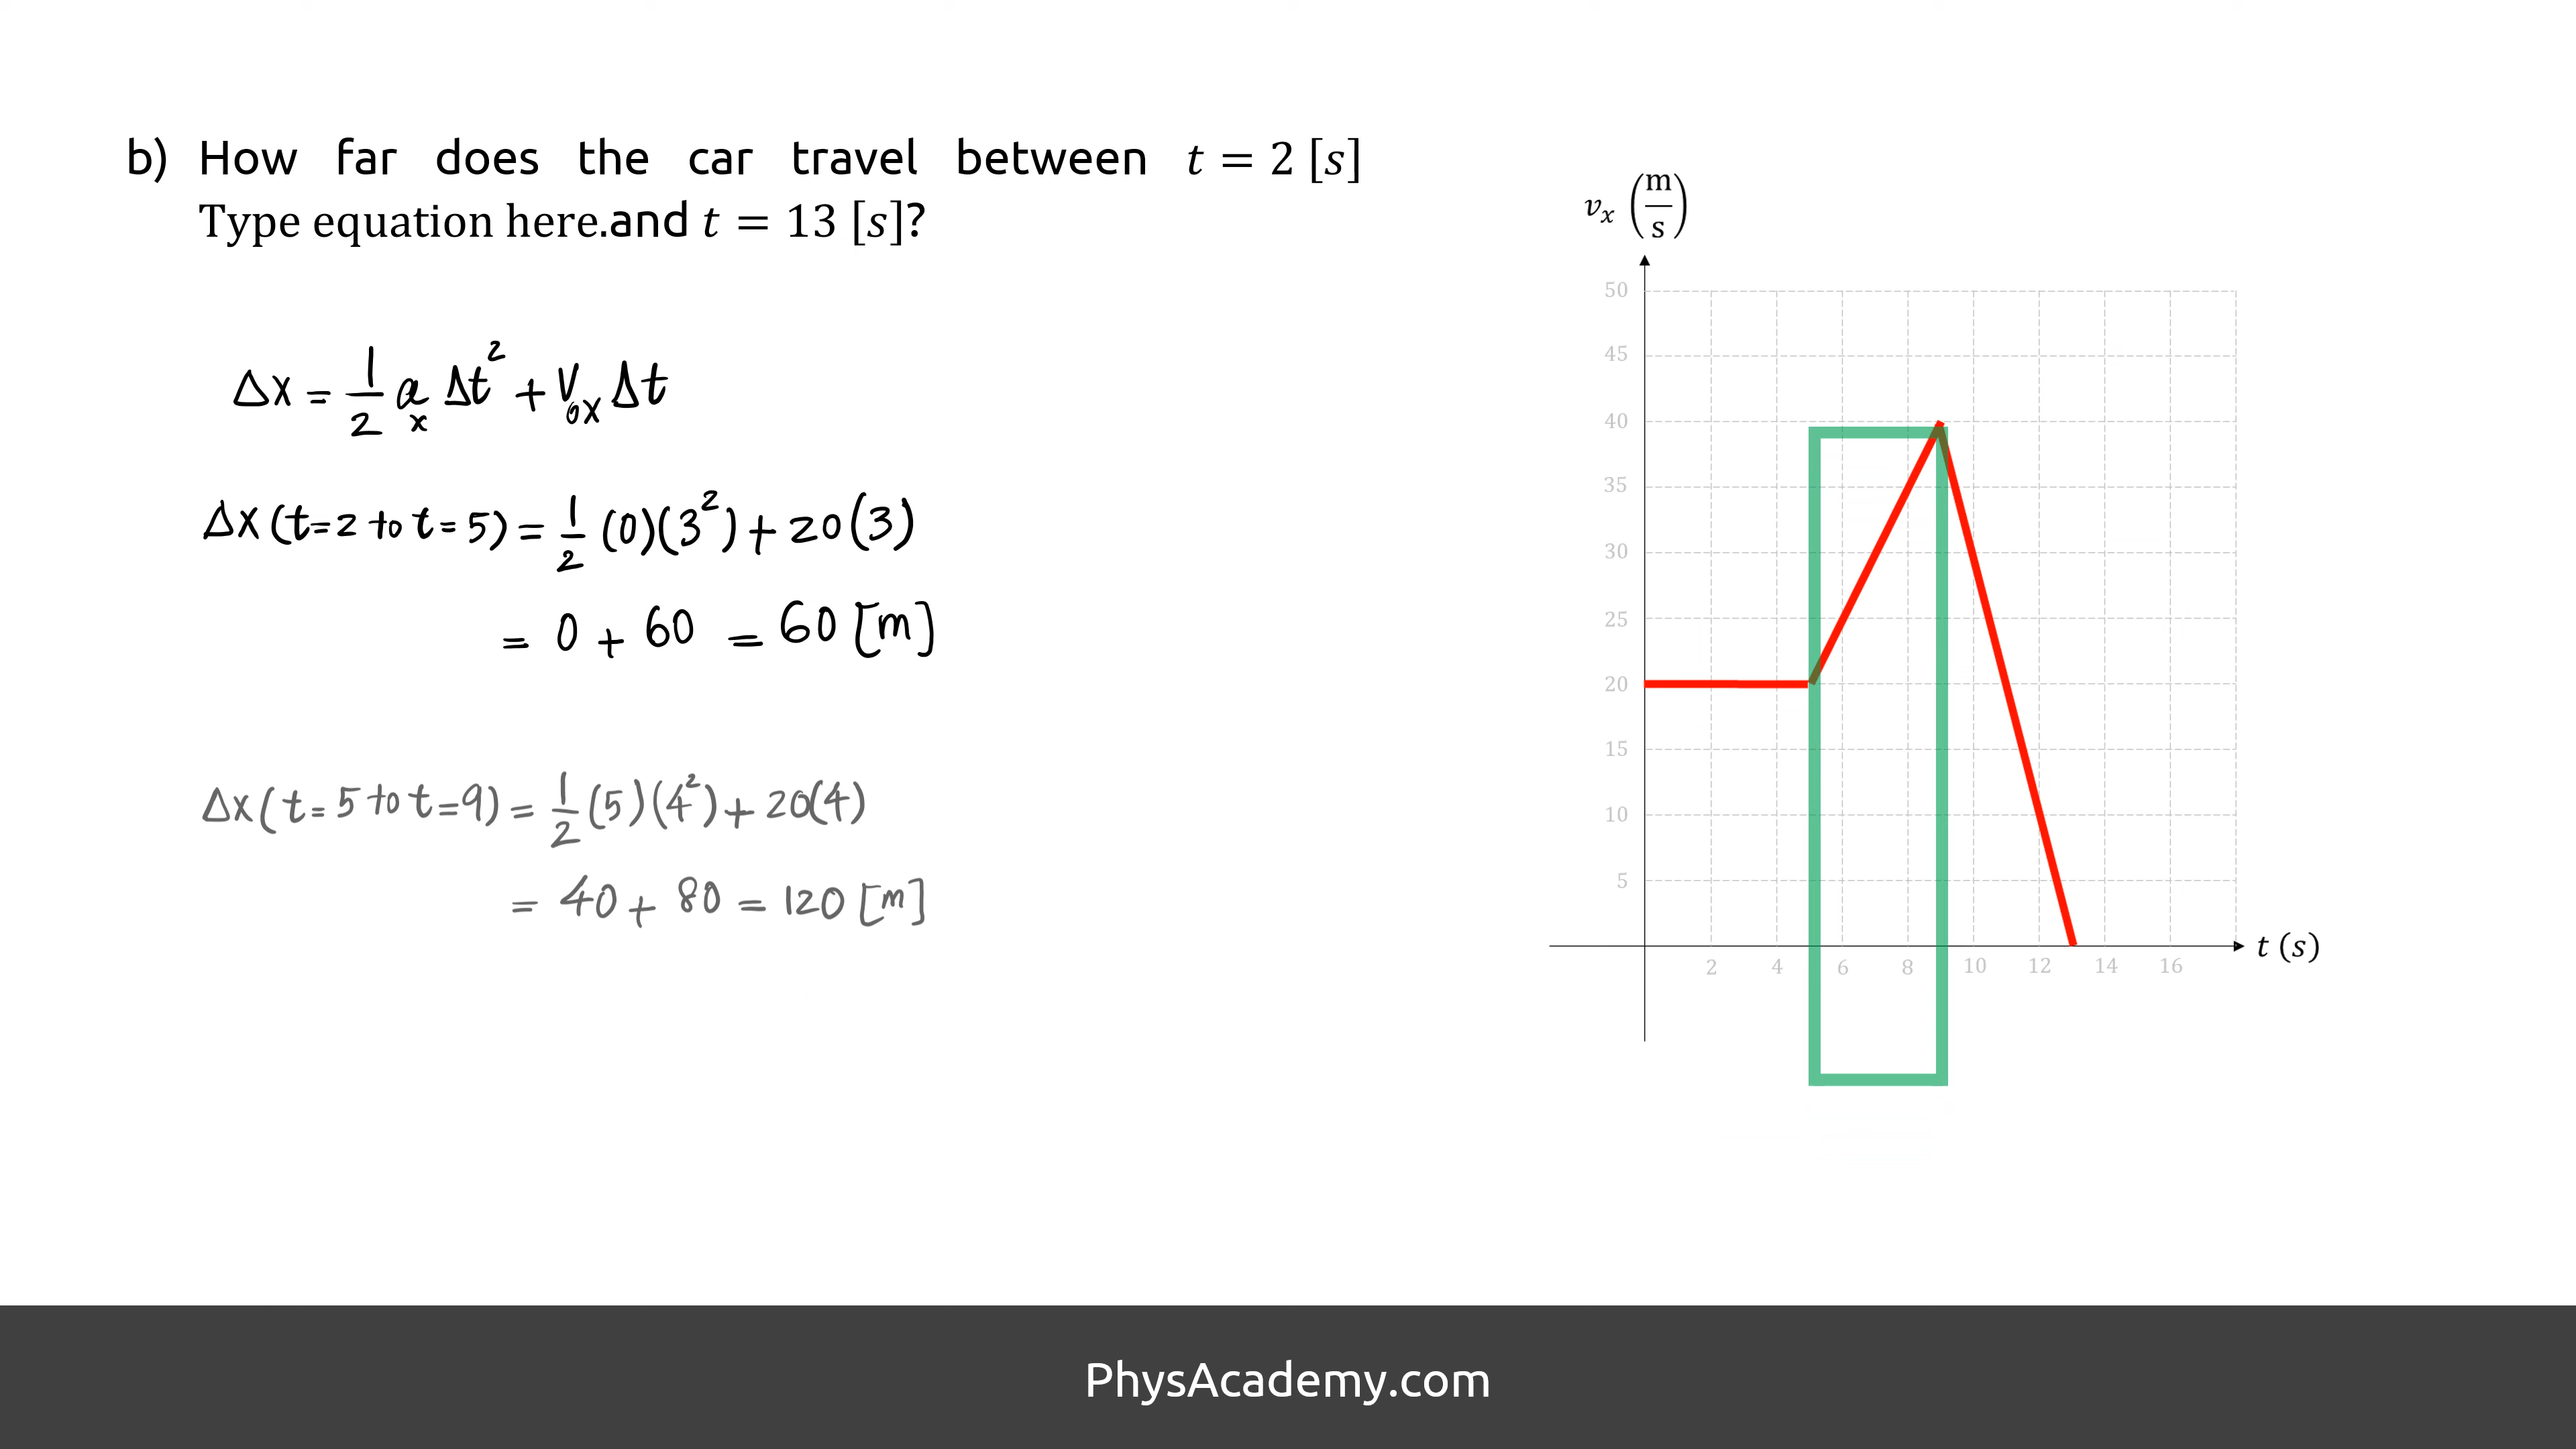 b) How far does the car travel between t = 2 [s]
Type equation here.and t = 13 [s]?
Δx = 1/2 a_x Δt² + V_0x Δt
Δx (t=2 to t=5) = 1/2 (0)(3²) + 20(3)
= 0 + 60 = 60 [m]
Δx (t=5 to t=9) = 1/2 (5)(4²) + 20(4)
= 40 + 80 = 120 [m]
v_x (m/s)
50
45
40
35
30
25
20
15
10
5
t (s)
2 4 6 8 10 12 14 16
PhysAcademy.com